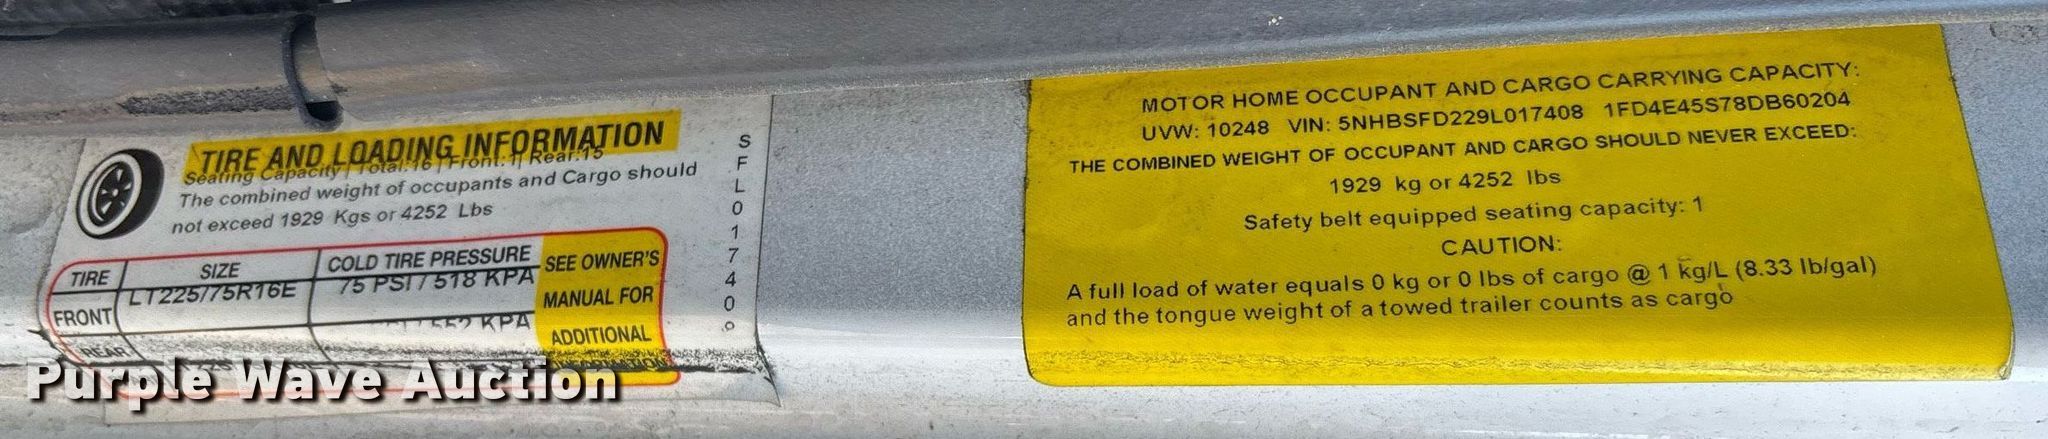 TIRE AND LOADING INFORMATION
Seating Capacity | Total:16 | Front:1 | Rear:15
The combined weight of occupants and Cargo should
not exceed 1929 Kgs or 4252 Lbs
TIRE SIZE COLD TIRE PRESSURE SEE OWNER'S
MANUAL FOR
ADDITIONAL
FRONT LT225/75R16E 75 PSI / 518 KPA
REAR 552 KPA
SFL01740
MOTOR HOME OCCUPANT AND CARGO CARRYING CAPACITY:
UVW: 10248 VIN: 5NHBSFD229L017408 1FD4E45S78DB60204
THE COMBINED WEIGHT OF OCCUPANT AND CARGO SHOULD NEVER EXCEED:
1929 kg or 4252 lbs
Safety belt equipped seating capacity: 1
CAUTION:
A full load of water equals 0 kg or 0 lbs of cargo @ 1 kg/L (8.33 lb/gal)
and the tongue weight of a towed trailer counts as cargo
Purple Wave Auction